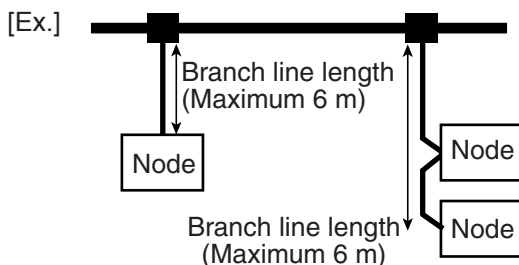 [Ex.]
Branch line length
(Maximum 6 m)
Node
Node
Branch line length
(Maximum 6 m)
Node